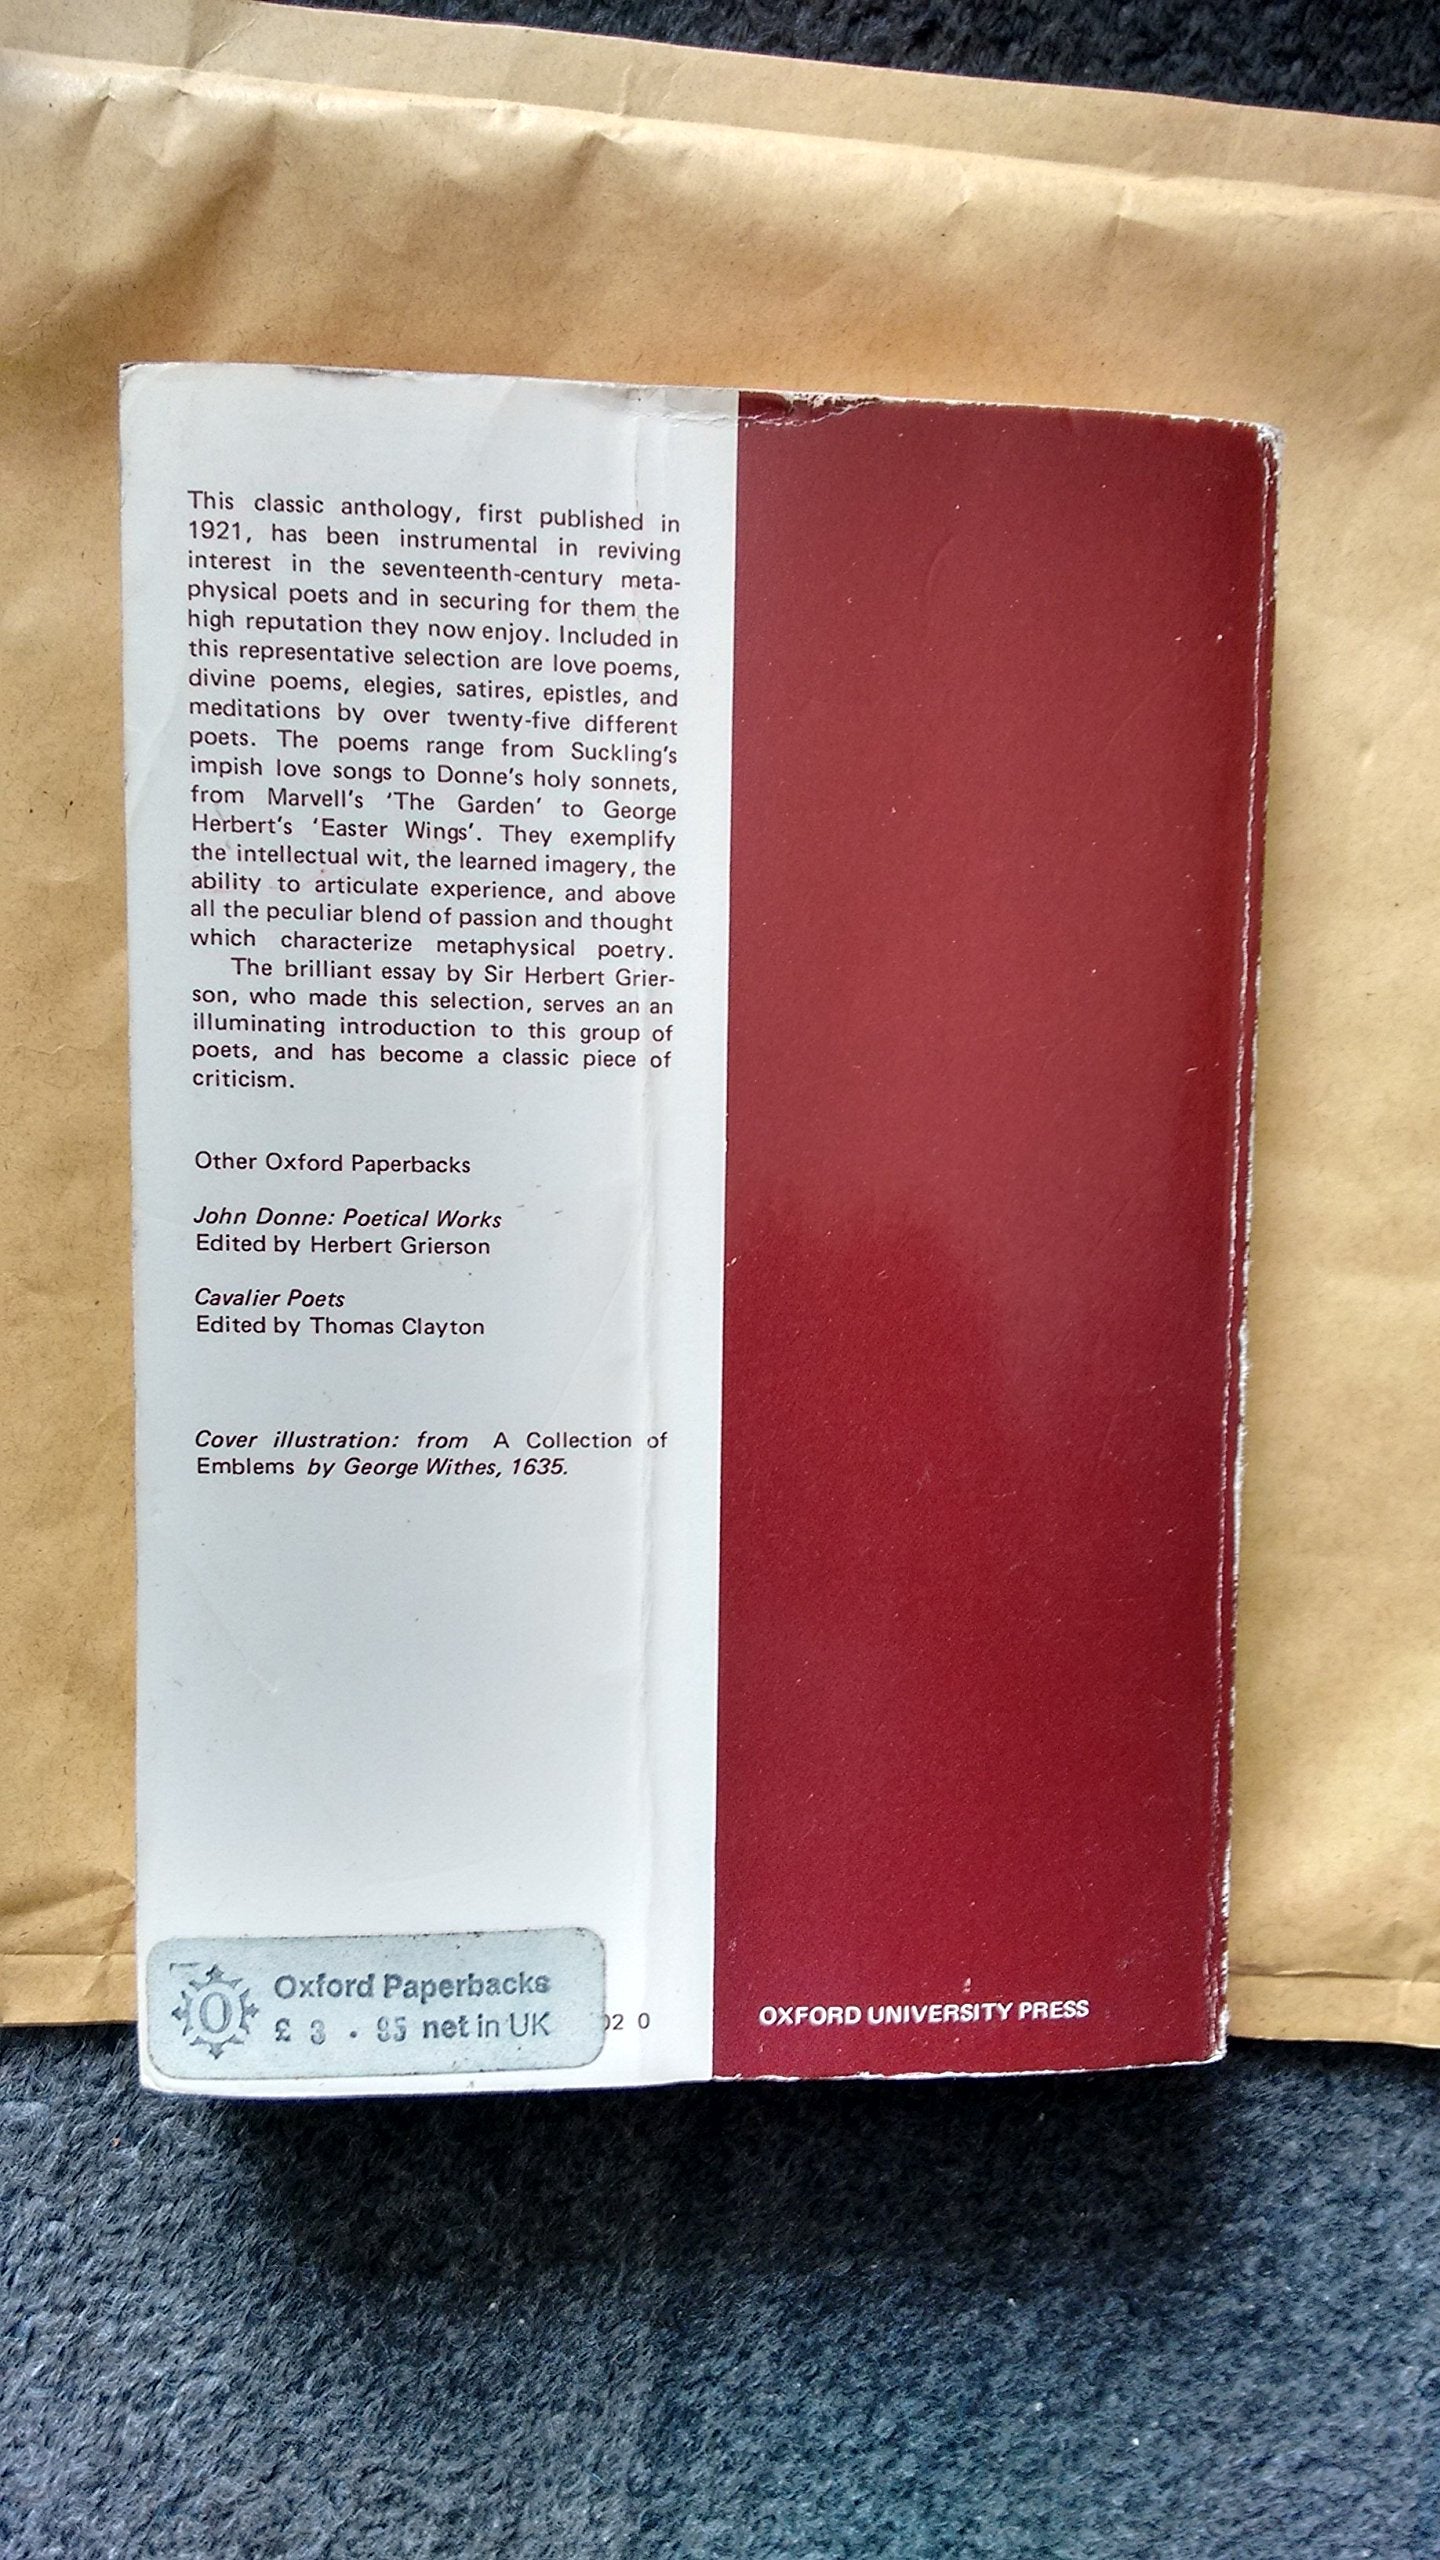 This classic anthology, first published in
1921, has been instrumental in reviving
interest in the seventeenth-century meta-
physical poets and in securing for them the
high reputation they now enjoy. Included in
this representative selection are love poems,
divine poems, elegies, satires, epistles, and
meditations by over twenty-five different
poets. The poems range from Suckling's
impish love songs to Donne's holy sonnets,
from Marvell's ‘The Garden’ to George
Herbert's ‘Easter Wings’. They exemplify
the intellectual wit, the learned imagery, the
ability to articulate experience, and above
all the peculiar blend of passion and thought
which characterize metaphysical poetry.
The brilliant essay by Sir Herbert Grier-
son, who made this selection, serves an an
illuminating introduction to this group of
poets, and has become a classic piece of
criticism.
Other Oxford Paperbacks
John Donne: Poetical Works
Edited by Herbert Grierson
Cavalier Poets
Edited by Thomas Clayton
Cover illustration: from A Collection of
Emblems by George Withes, 1635.
O
Oxford Paperbacks
£ 3 . 95 net in UK
02 0
OXFORD UNIVERSITY PRESS